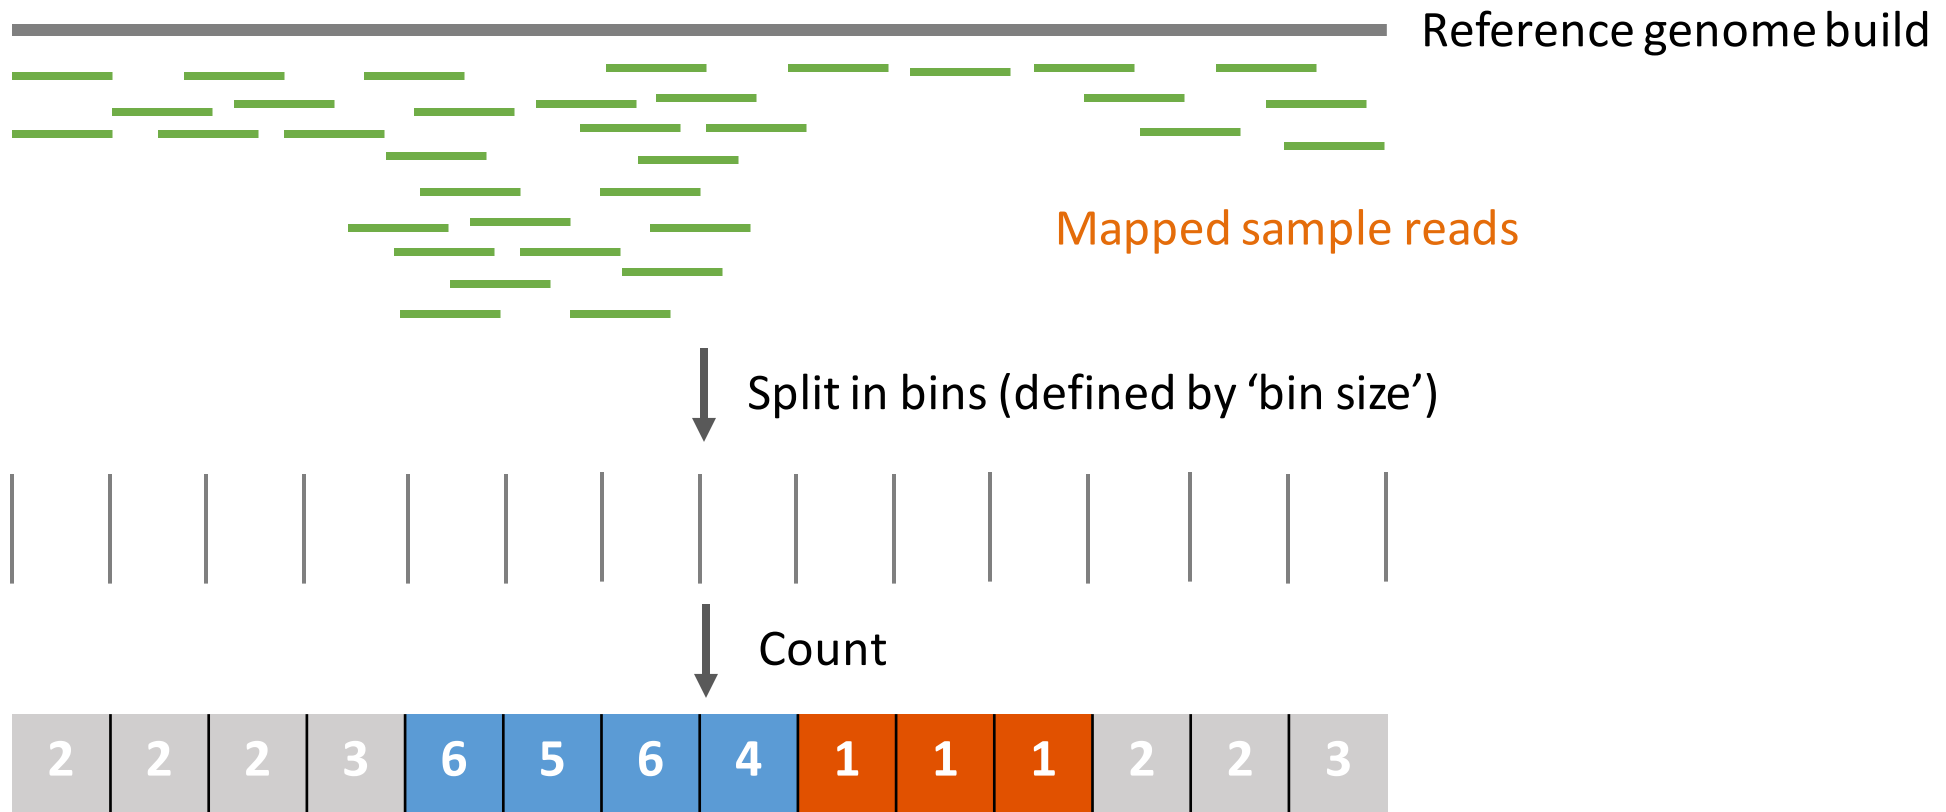 Reference genome build
Mapped sample reads
Split in bins (defined by ‘bin size’)
Count
2 2 2 3 6 5 6 4 1 1 1 2 2 3